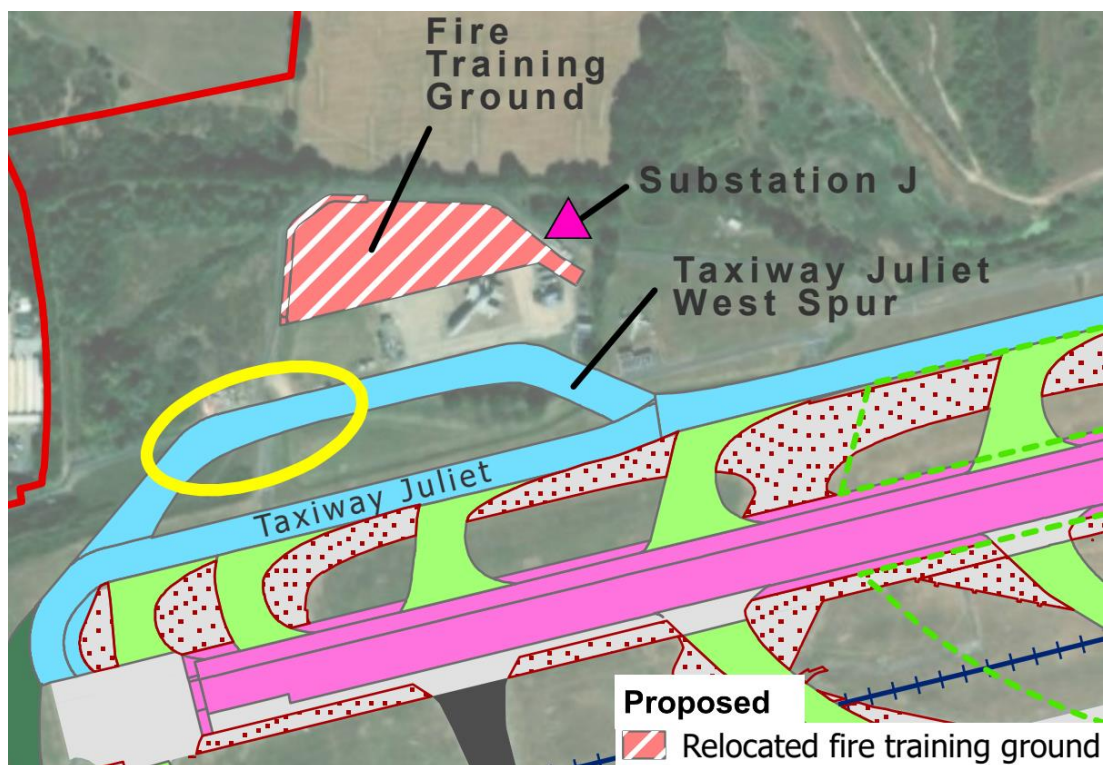 Fire
Training
Ground
Substation J
Taxiway Juliet
West Spur
Taxiway Juliet
Proposed
Relocated fire training ground